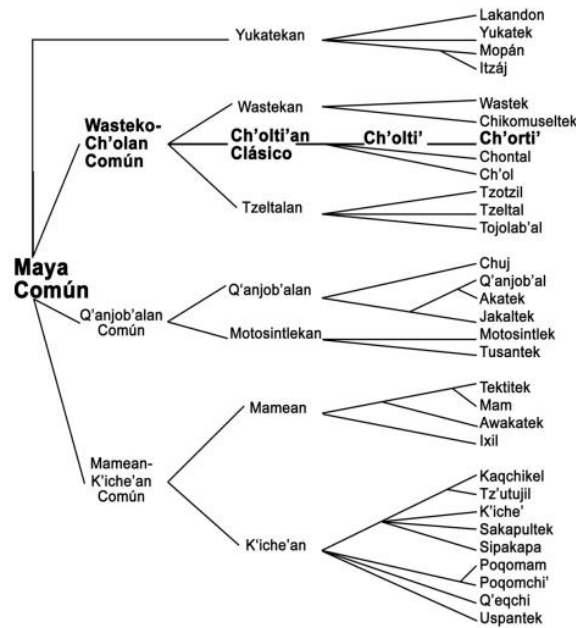 Lakandon
Yukatekan
Yukatek
Mopán
Itzáj
Wastekan
Wastek
Chikomuseltek
Wasteko-
Ch'olan
Común
Ch'olti'an
Clásico
Ch'olti'
Ch'orti'
Chontal
Ch'ol
Tzeltalan
Tzotzil
Tzeltal
Tojolab'al
Maya
Común
Q'anjob'alan
Común
Q'anjob'alan
Chuj
Q'anjob'al
Akatek
Jakaltek
Motosintlekan
Motosintlek
Tusantek
Mamean-
K'iche'an
Común
Mamean
Tektitek
Mam
Awakatek
Ixil
K'iche'an
Kaqchikel
Tz'utujil
K'iche'
Sakapultek
Sipakapa
Poqomam
Poqomchi'
Q'eqchi
Uspantek